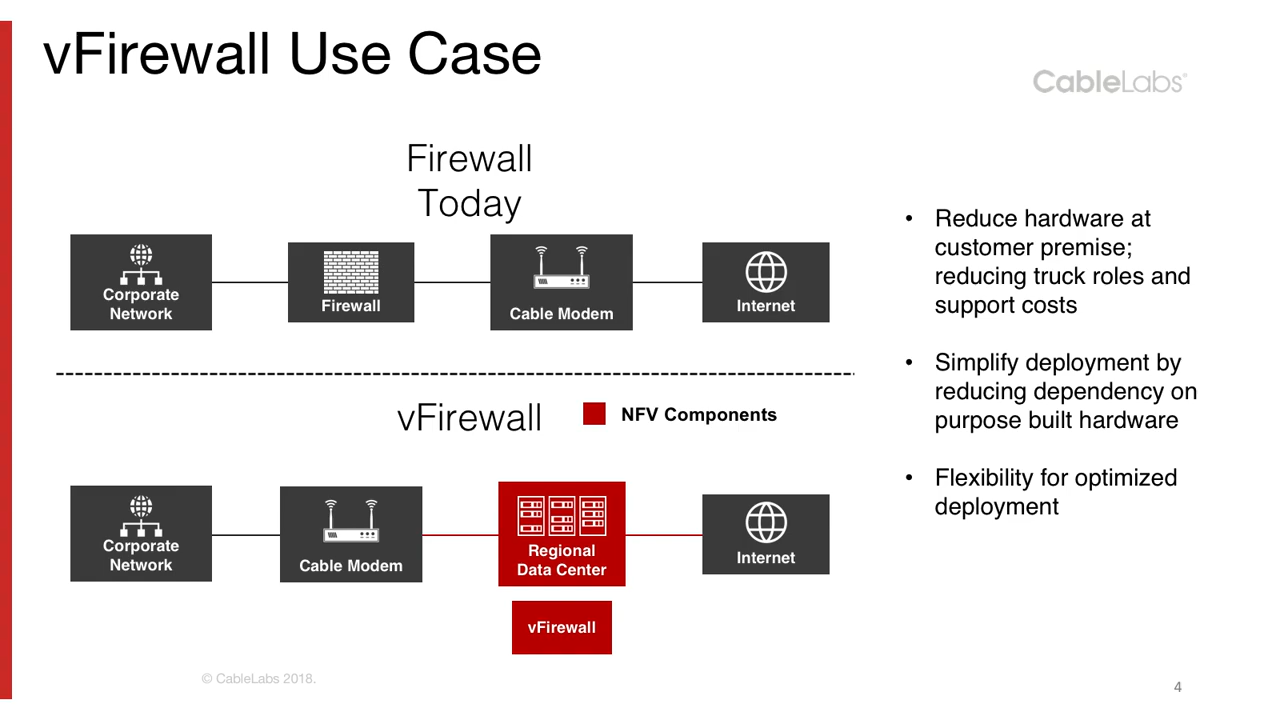 vFirewall Use Case
CableLabs®
Firewall
Today
Corporate
Network
Firewall
Cable Modem
Internet
vFirewall
NFV Components
Corporate
Network
Cable Modem
Regional
Data Center
Internet
vFirewall
• Reduce hardware at
customer premise;
reducing truck roles and
support costs
• Simplify deployment by
reducing dependency on
purpose built hardware
• Flexibility for optimized
deployment
© CableLabs 2018.
4